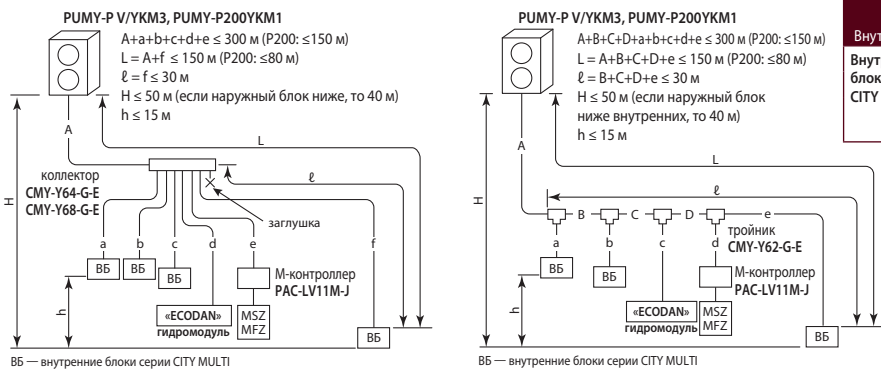 PUMY-P V/YKM3, PUMY-P200YKM1
A+a+b+c+d+e ≤ 300 м (P200: ≤150 м)
L = A+f ≤ 150 м (P200: ≤80 м)
ℓ = f ≤ 30 м
H ≤ 50 м (если наружный блок ниже, то 40 м)
h ≤ 15 м
A
L
H
коллектор
CMY-Y64-G-E
CMY-Y68-G-E
ℓ
заглушка
a
b
c
d
e
f
ВБ
ВБ
ВБ
М-контроллер
PAC-LV11M-J
h
«ECODAN»
гидромодуль
MSZ
MFZ
ВБ
ВБ — внутренние блоки серии CITY MULTI
PUMY-P V/YKM3, PUMY-P200YKM1
A+B+C+D+a+b+c+d+e ≤ 300 м (P200: ≤150 м)
L = A+B+C+D+e ≤ 150 м (P200: ≤80 м)
ℓ = B+C+D+e ≤ 30 м
H ≤ 50 м (если наружный блок
ниже внутренних, то 40 м)
h ≤ 15 м
A
L
H
ℓ
B
C
D
e
тройник
CMY-Y62-G-E
a
b
c
d
ВБ
ВБ
М-контроллер
PAC-LV11M-J
h
«ECODAN»
гидромодуль
MSZ
MFZ
ВБ
ВБ — внутренние блоки серии CITY MULTI
Внут
Внут
блок
CITY